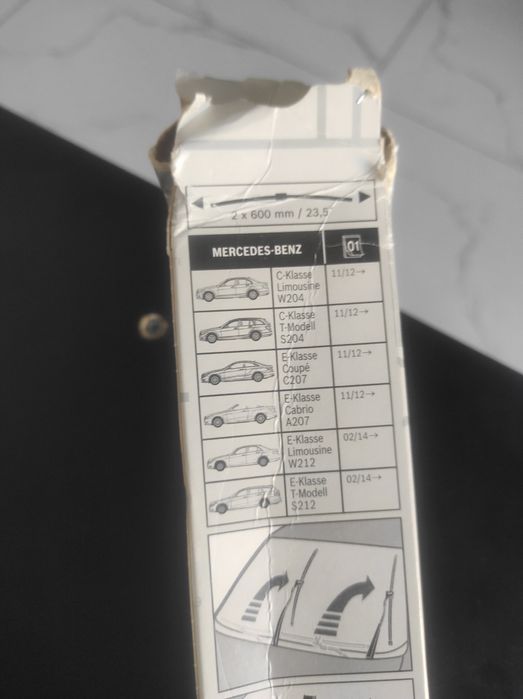 2 x 600 mm / 23,5"
MERCEDES-BENZ 01
C-Klasse
Limousine
W204 11/12→
C-Klasse
T-Modell
S204 11/12→
E-Klasse
Coupé
C207 11/12→
E-Klasse
Cabrio
A207 11/12→
E-Klasse
Limousine
W212 02/14→
E-Klasse
T-Modell
S212 02/14→